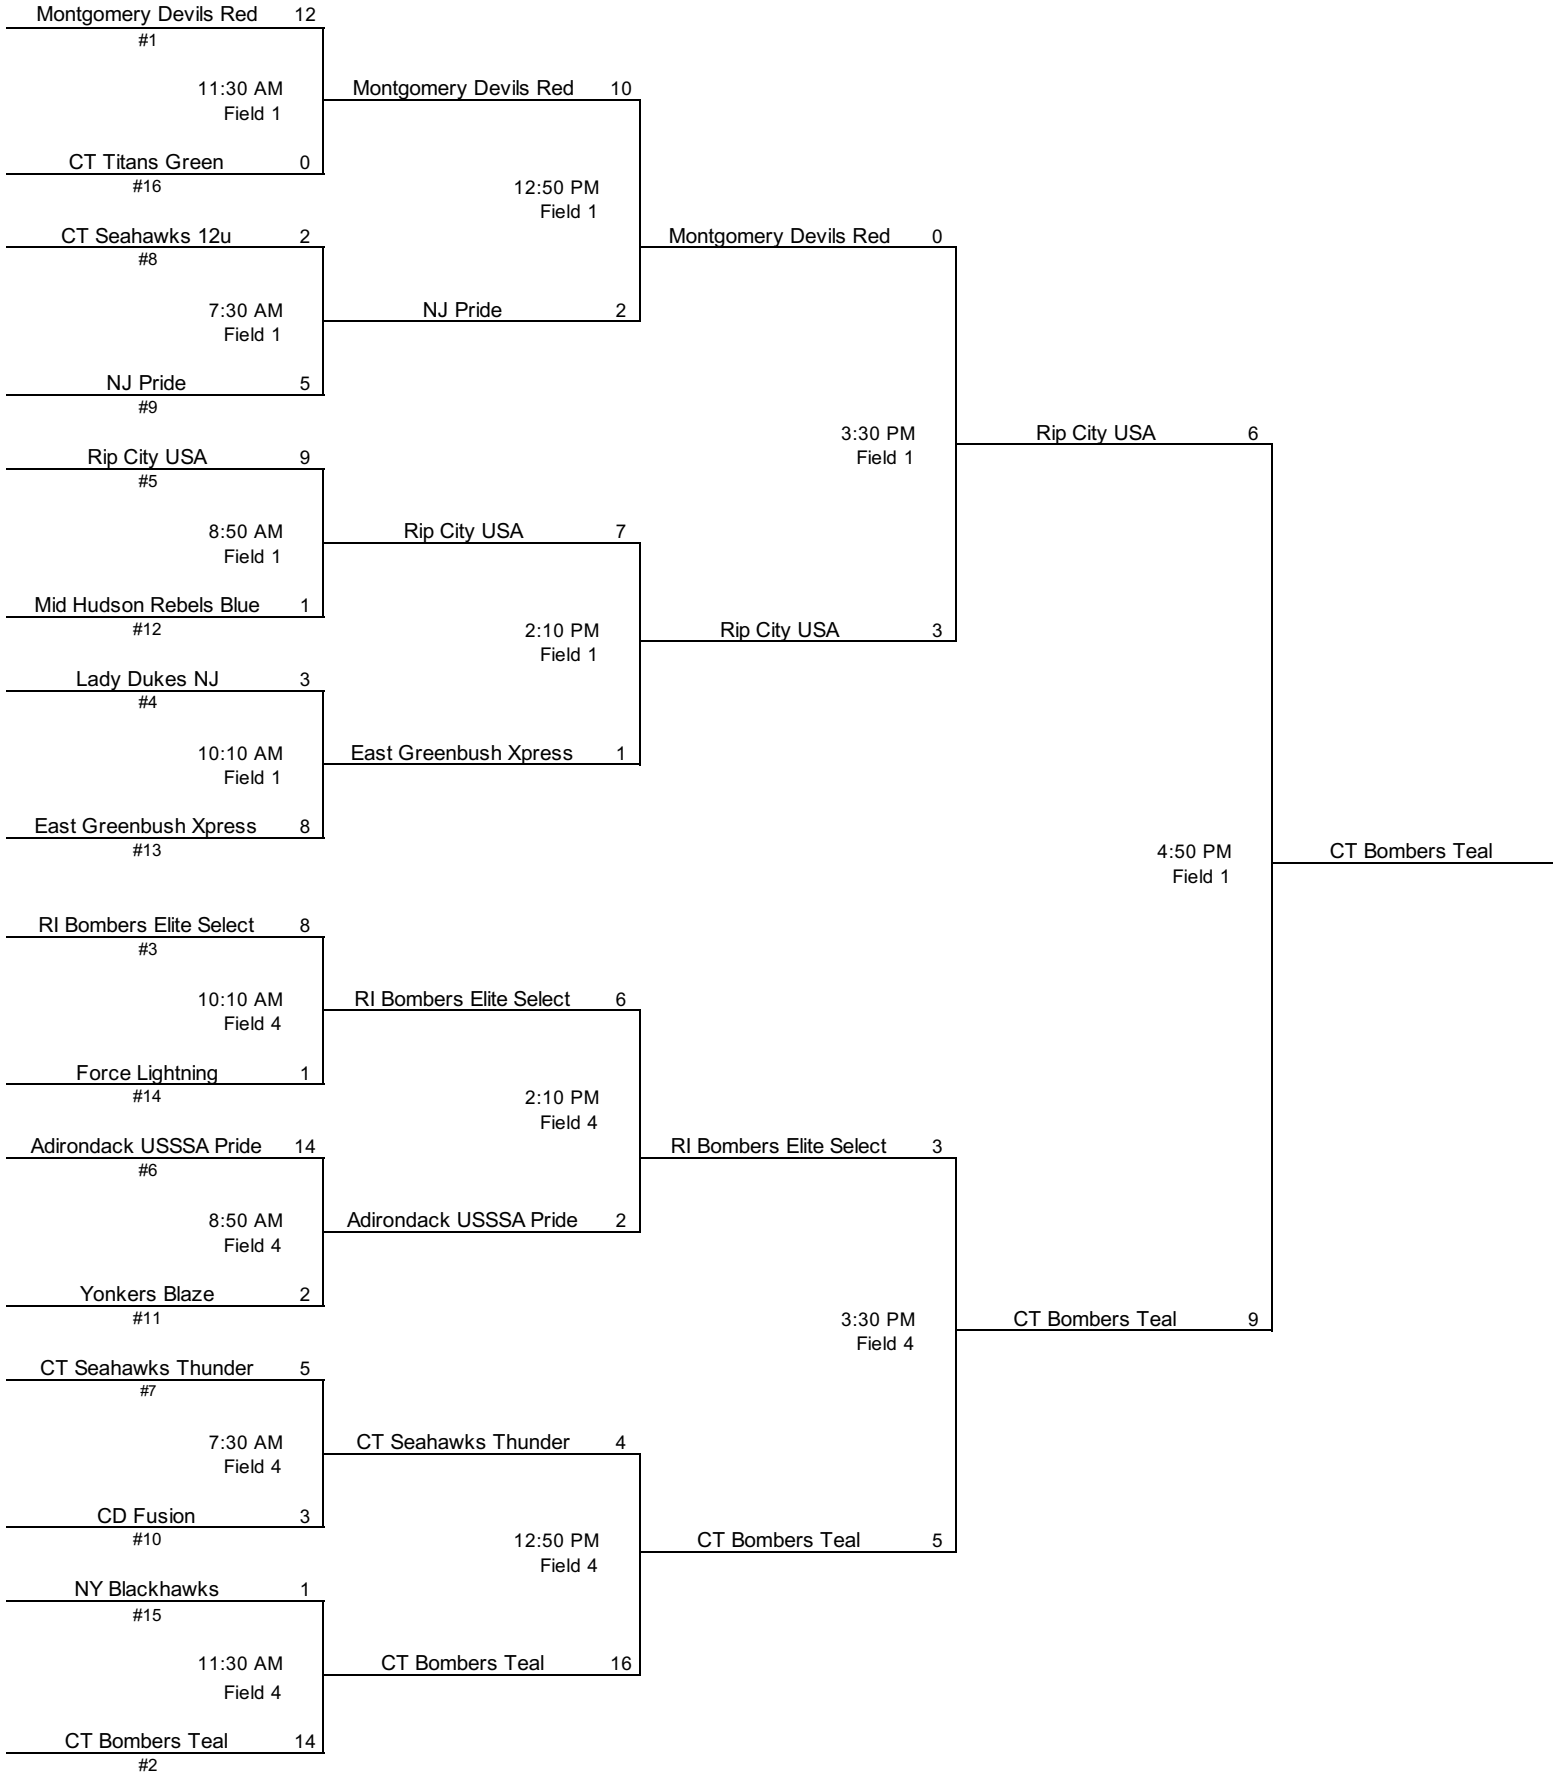 Montgomery Devils Red 12
#1
11:30 AM
Field 1
Montgomery Devils Red 10
CT Titans Green 0
#16
12:50 PM
Field 1
CT Seahawks 12u 2
#8
Montgomery Devils Red 0
7:30 AM
Field 1
NJ Pride 2
NJ Pride 5
#9
3:30 PM
Field 1
Rip City USA 6
Rip City USA 9
#5
8:50 AM
Field 1
Rip City USA 7
Mid Hudson Rebels Blue 1
#12
2:10 PM
Field 1
Rip City USA 3
Lady Dukes NJ 3
#4
10:10 AM
Field 1
East Greenbush Xpress 1
East Greenbush Xpress 8
#13
4:50 PM
Field 1
CT Bombers Teal
RI Bombers Elite Select 8
#3
10:10 AM
Field 4
RI Bombers Elite Select 6
Force Lightning 1
#14
2:10 PM
Field 4
Adirondack USSSA Pride 14
#6
RI Bombers Elite Select 3
8:50 AM
Field 4
Adirondack USSSA Pride 2
Yonkers Blaze 2
#11
3:30 PM
Field 4
CT Bombers Teal 9
CT Seahawks Thunder 5
#7
7:30 AM
Field 4
CT Seahawks Thunder 4
CD Fusion 3
#10
12:50 PM
Field 4
CT Bombers Teal 5
NY Blackhawks 1
#15
11:30 AM
Field 4
CT Bombers Teal 16
CT Bombers Teal 14
#2